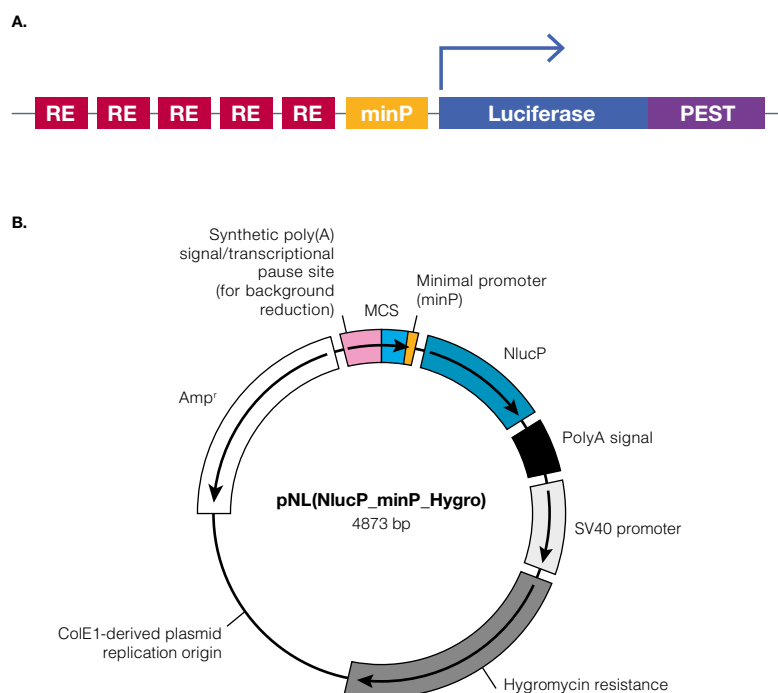 A.
RE RE RE RE RE minP Luciferase PEST
B.
Synthetic poly(A)
signal/transcriptional
pause site
(for background
reduction)
MCS
Minimal promoter
(minP)
NlucP
Ampʳ
PolyA signal
pNL(NlucP_minP_Hygro)
4873 bp
SV40 promoter
ColE1-derived plasmid
replication origin
Hygromycin resistance